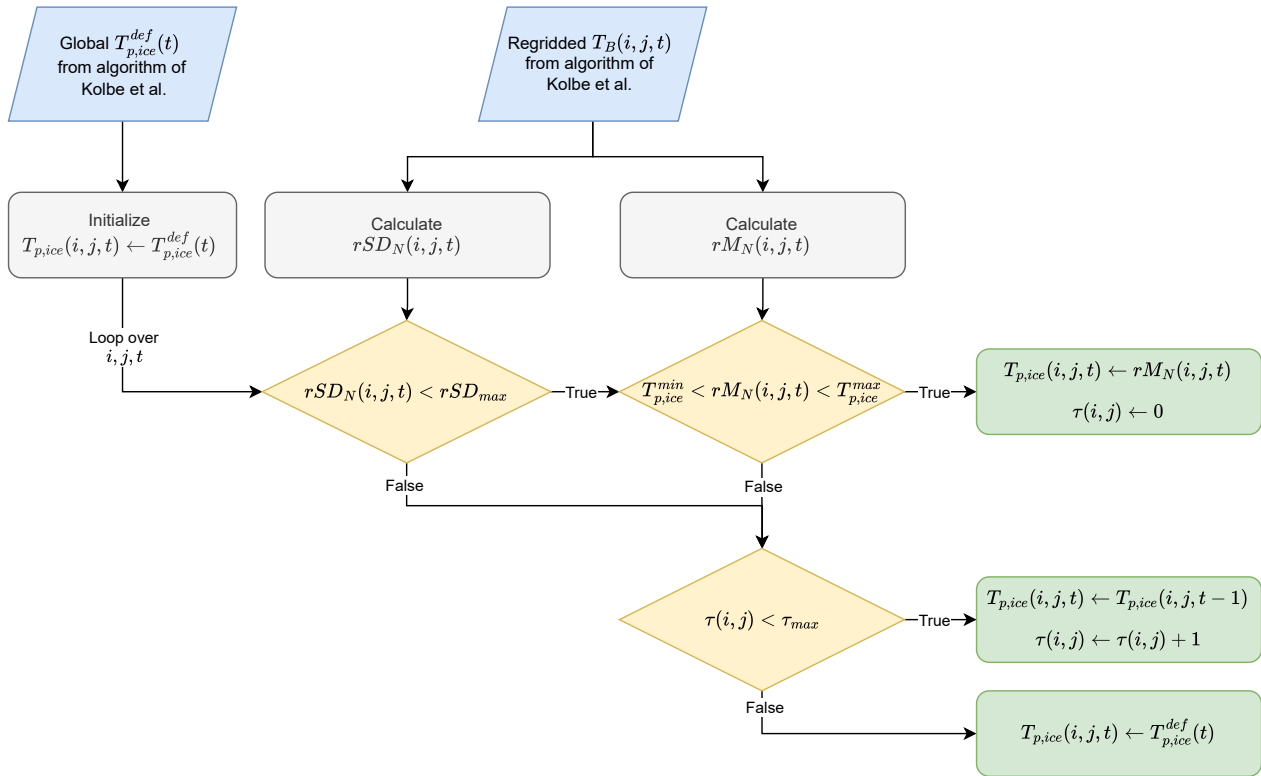 Global $T_{p,ice}^{def}(t)$
from algorithm of
Kolbe et al.
Regridded $T_B(i,j,t)$
from algorithm of
Kolbe et al.
Initialize
$T_{p,ice}(i,j,t) \leftarrow T_{p,ice}^{def}(t)$
Calculate
$rSD_N(i,j,t)$
Calculate
$rM_N(i,j,t)$
Loop over
$i,j,t$
$rSD_N(i,j,t) < rSD_{max}$
True
$T_{p,ice}^{min} < rM_N(i,j,t) < T_{p,ice}^{max}$
True
$T_{p,ice}(i,j,t) \leftarrow rM_N(i,j,t)$
$\tau(i,j) \leftarrow 0$
False
False
$\tau(i,j) < \tau_{max}$
True
$T_{p,ice}(i,j,t) \leftarrow T_{p,ice}(i,j,t-1)$
$\tau(i,j) \leftarrow \tau(i,j) + 1$
False
$T_{p,ice}(i,j,t) \leftarrow T_{p,ice}^{def}(t)$